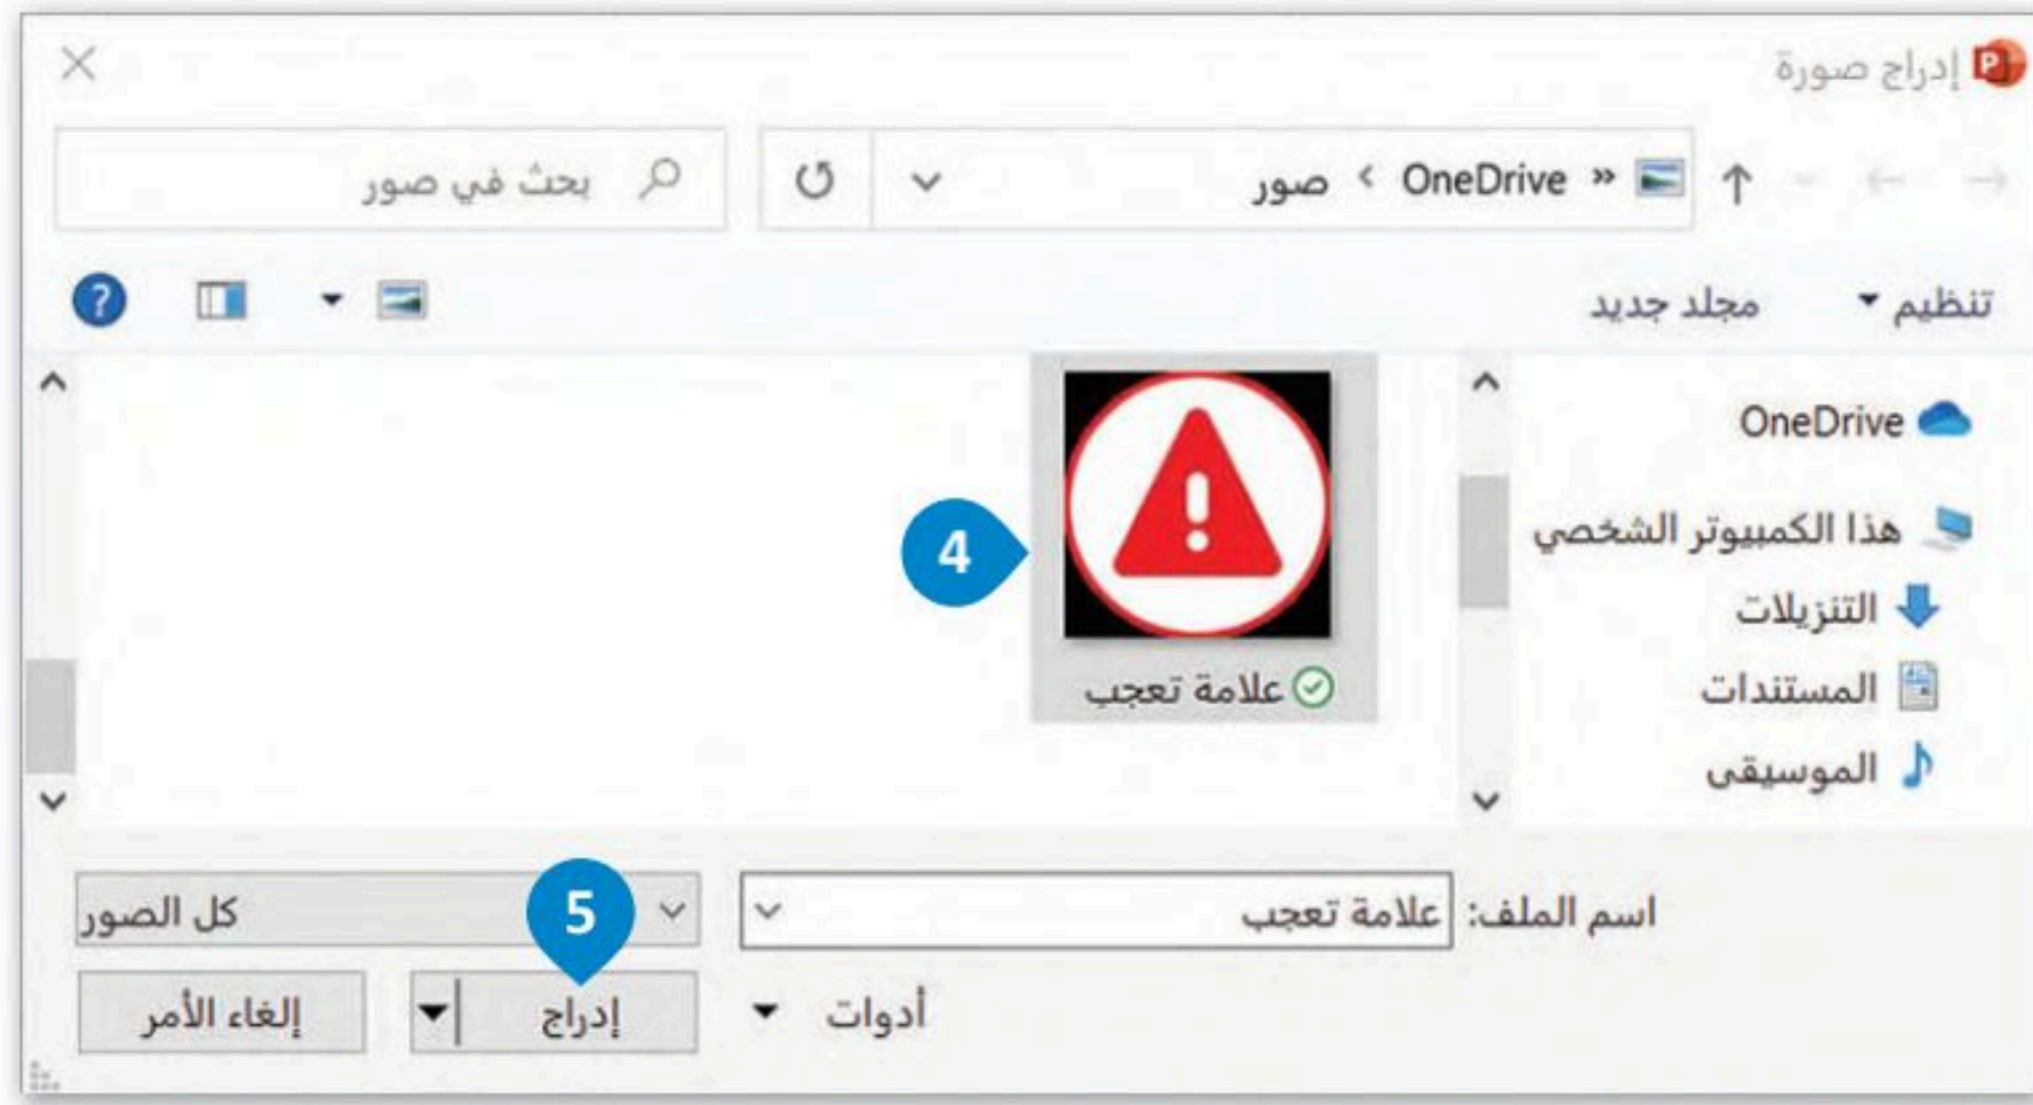 إدراج صورة
OneDrive › صور
بحث في صور
تنظيم
مجلد جديد
OneDrive
هذا الكمبيوتر الشخصي
التنزيلات
المستندات
الموسيقى
4
علامة تعجب
اسم الملف: علامة تعجب
كل الصور
5
أدوات
إدراج
إلغاء الأمر